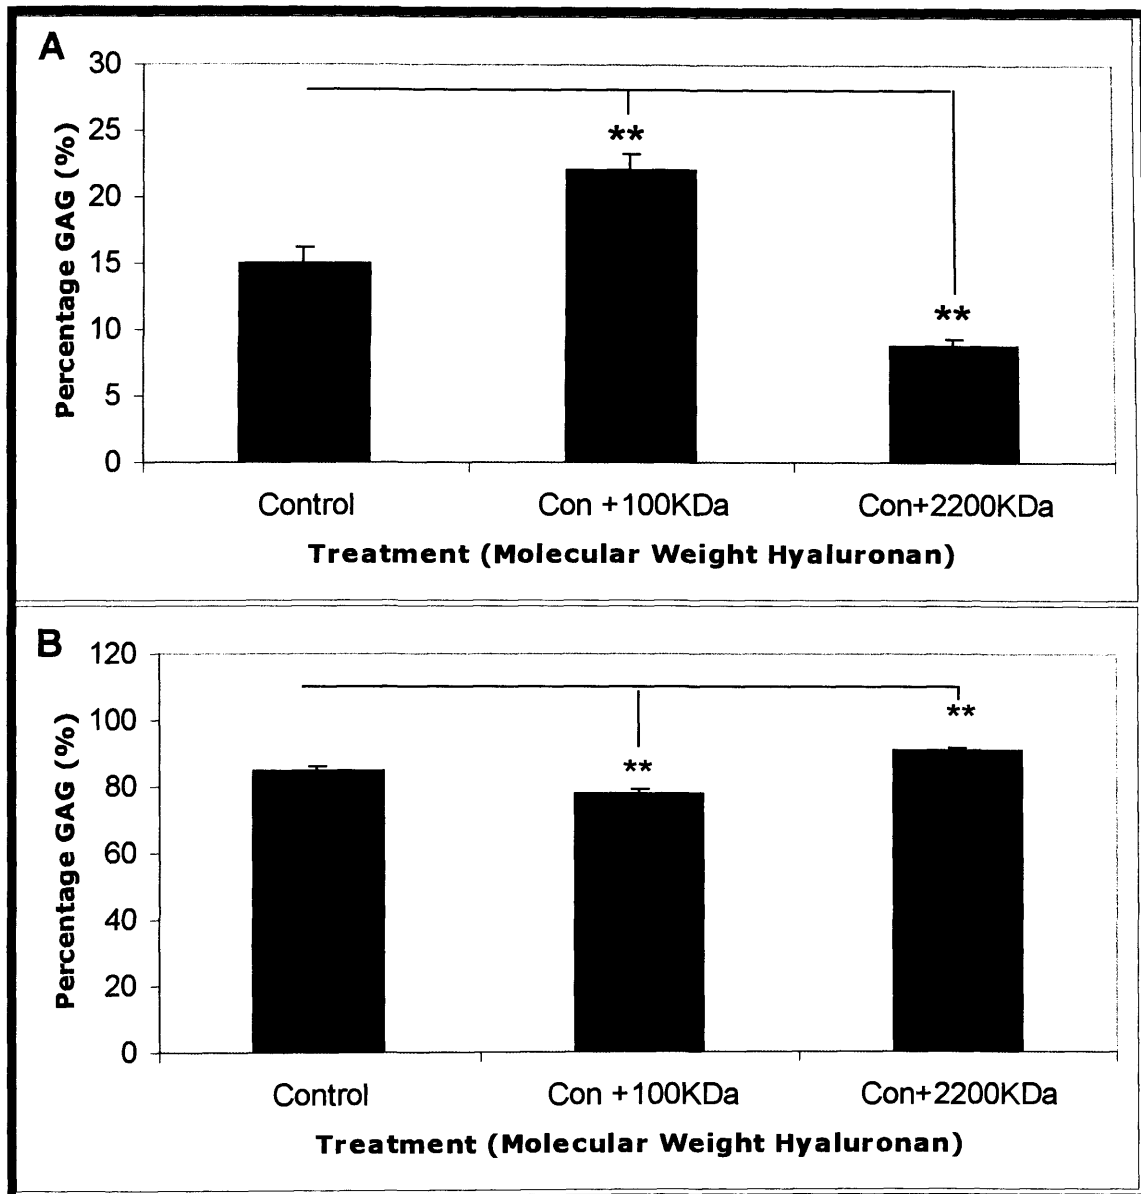 A
Percentage GAG (%)
30
25
20
15
10
5
0
**
**
Control
Con +100KDa
Con+2200KDa
Treatment (Molecular Weight Hyaluronan)
B
Percentage GAG (%)
120
100
80
60
40
20
0
**
**
Control
Con +100KDa
Con+2200KDa
Treatment (Molecular Weight Hyaluronan)